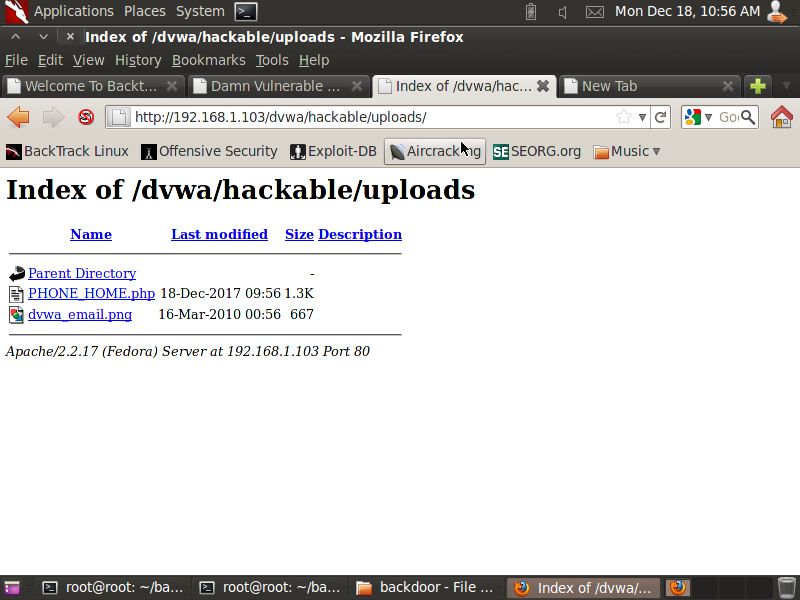 Applications Places System Mon Dec 18, 10:56 AM
Index of /dvwa/hackable/uploads - Mozilla Firefox
File Edit View History Bookmarks Tools Help
Welcome To Backt... Damn Vulnerable ... Index of /dvwa/hac... New Tab
http://192.168.1.103/dvwa/hackable/uploads/ Go
BackTrack Linux Offensive Security Exploit-DB Aircrack-ng SE SEORG.org Music
Index of /dvwa/hackable/uploads
Name Last modified Size Description
Parent Directory -
PHONE_HOME.php 18-Dec-2017 09:56 1.3K
dvwa_email.png 16-Mar-2010 00:56 667
Apache/2.2.17 (Fedora) Server at 192.168.1.103 Port 80
root@root: ~/ba... root@root: ~/ba... backdoor - File ... Index of /dvwa/...